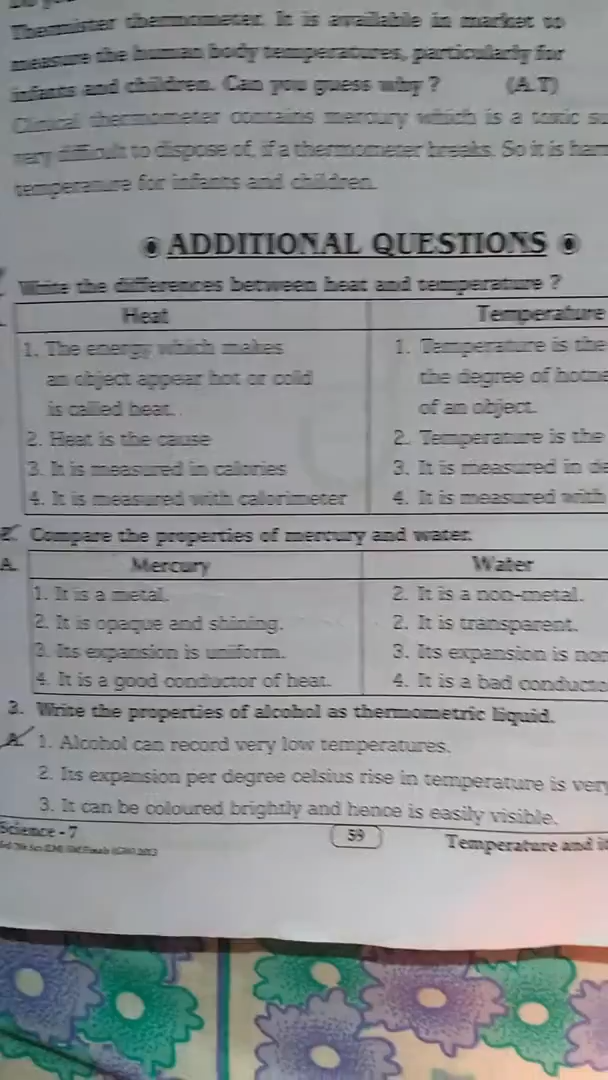 Thermister thermometer. It is available in market to
measure the human body temperatures, particularly for
infants and children. Can you guess why ? (A.T)
Clinical thermometer contains mercury which is a toxic su
very difficult to dispose of, if a thermometer breaks. So it is harm
temperature for infants and children.
ADDITIONAL QUESTIONS
Write the differences between heat and temperature ?
Heat Temperature
1. The energy which makes 1. Temperature is the
an object appear hot or cold the degree of hotne
is called heat. of an object.
2. Heat is the cause 2. Temperature is the
3. It is measured in calories 3. It is measured in de
4. It is measured with calorimeter 4. It is measured with
2. Compare the properties of mercury and water.
A. Mercury Water
1. It is a metal. 2. It is a non-metal.
2. It is opaque and shining. 2. It is transparent.
3. Its expansion is uniform. 3. Its expansion is non
4. It is a good conductor of heat. 4. It is a bad conducto
3. Write the properties of alcohol as thermometric liquid.
A. 1. Alcohol can record very low temperatures.
2. Its expansion per degree celsius rise in temperature is very
3. It can be coloured brightly and hence is easily visible.
Science - 7 59 Temperature and it